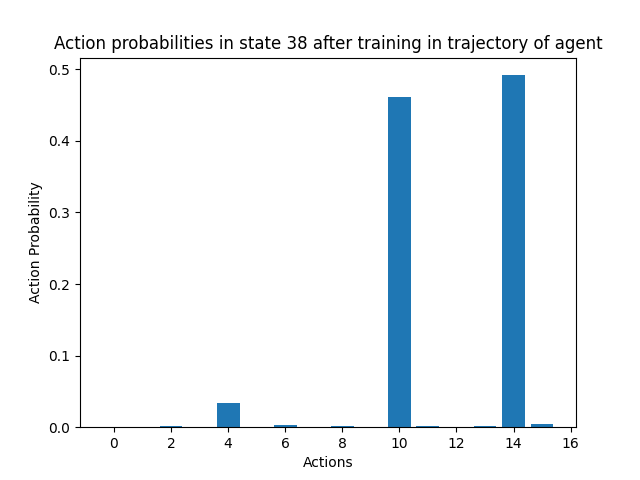 Action probabilities in state 38 after training in trajectory of agent
0.5
0.4
0.3
0.2
0.1
0.0
Action Probability
0 2 4 6 8 10 12 14 16
Actions